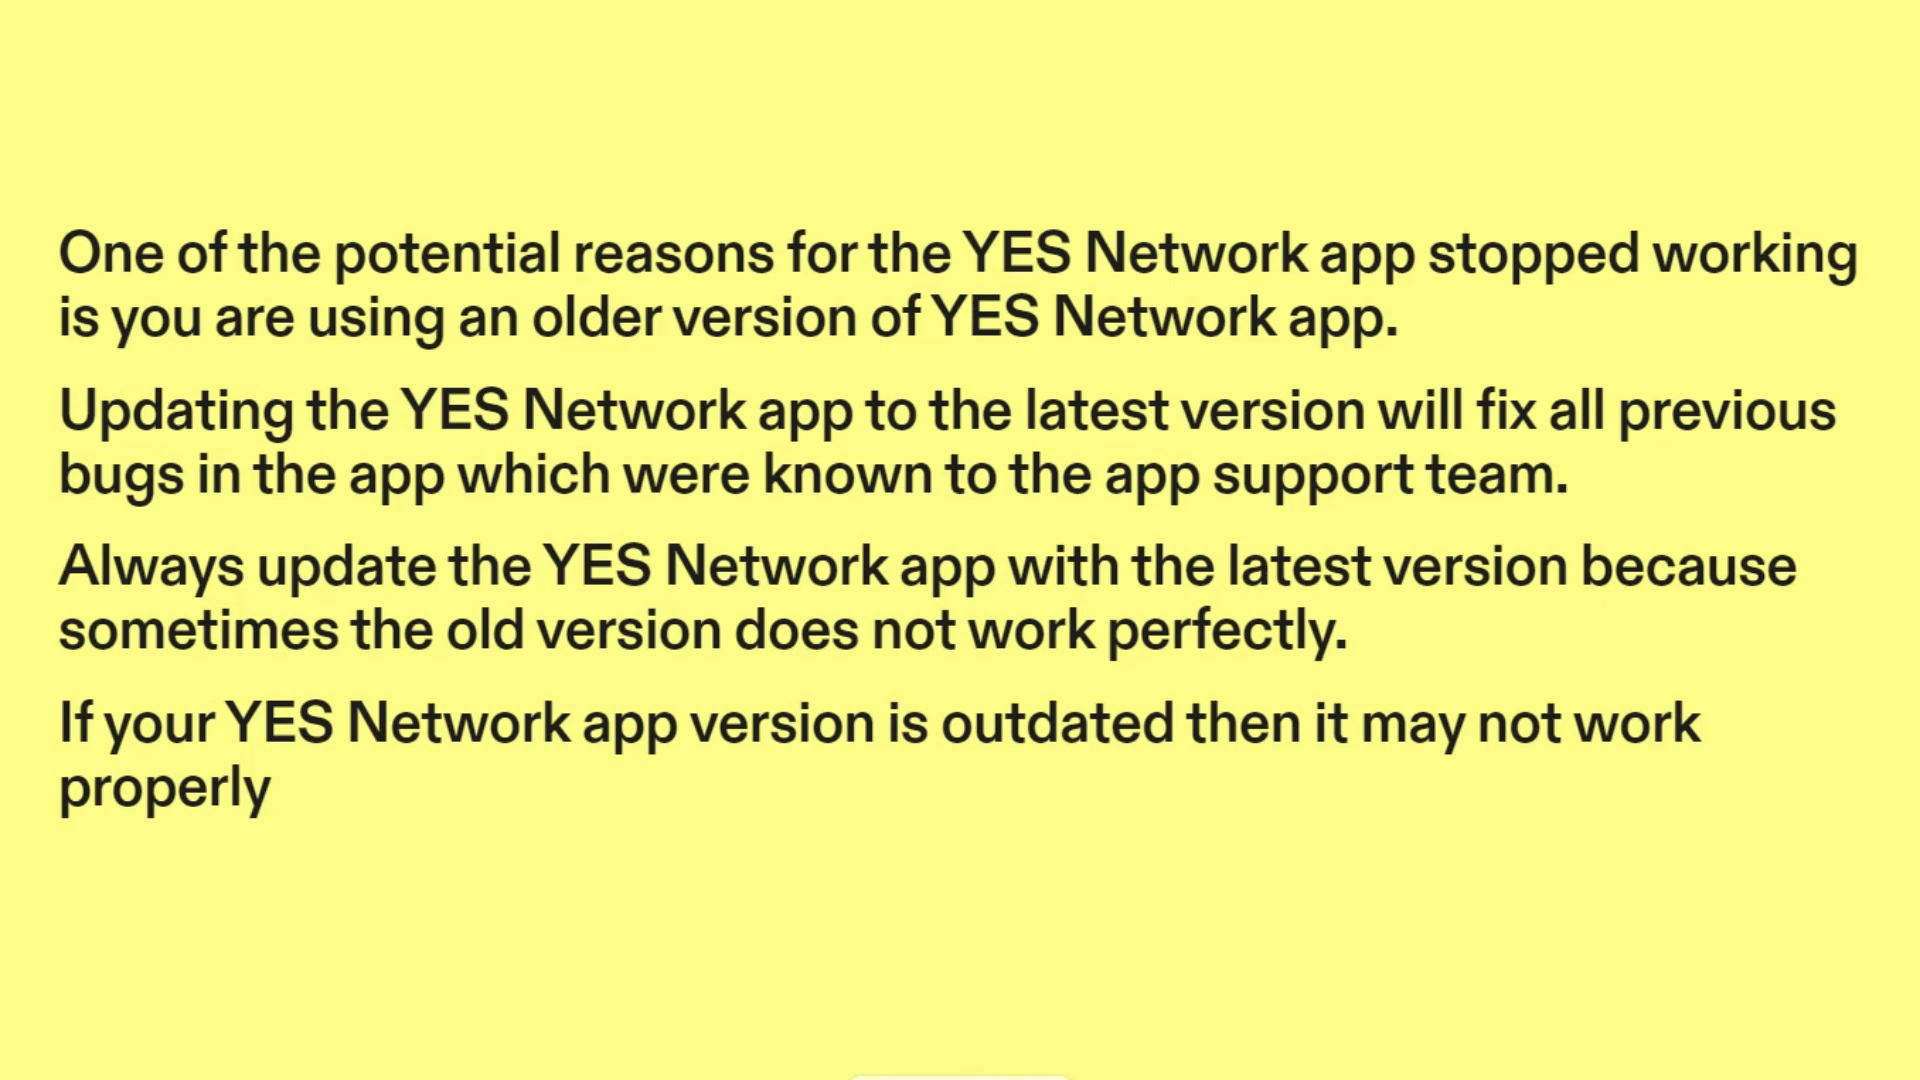 One of the potential reasons for the YES Network app stopped working
is you are using an older version of YES Network app.
Updating the YES Network app to the latest version will fix all previous
bugs in the app which were known to the app support team.
Always update the YES Network app with the latest version because
sometimes the old version does not work perfectly.
If your YES Network app version is outdated then it may not work
properly